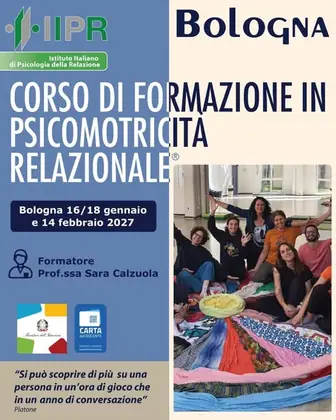 IIPR
Istituto Italiano
di Psicologia della Relazione
Bologna
CORSO DI FORMAZIONE IN
PSICOMOTRICITÀ
RELAZIONALE®
Bologna 16/18 gennaio
e 14 febbraio 2027
Formatore
Prof.ssa Sara Calzuola
CARTA
"Si può scoprire di più su una
persona in un'ora di gioco che
in un anno di conversazione"
Platone